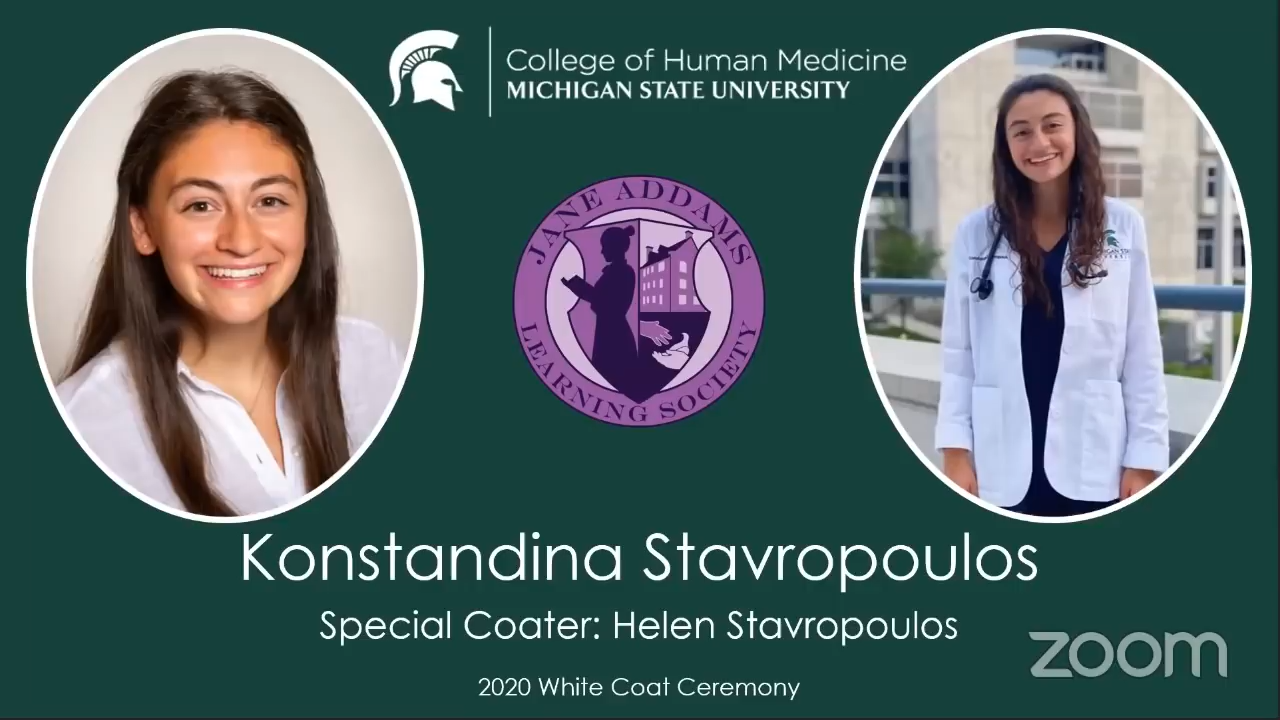 College of Human Medicine
MICHIGAN STATE UNIVERSITY
JANE ADDAMS
LEARNING SOCIETY
Konstandina Stavropoulos
Special Coater: Helen Stavropoulos
2020 White Coat Ceremony
zoom